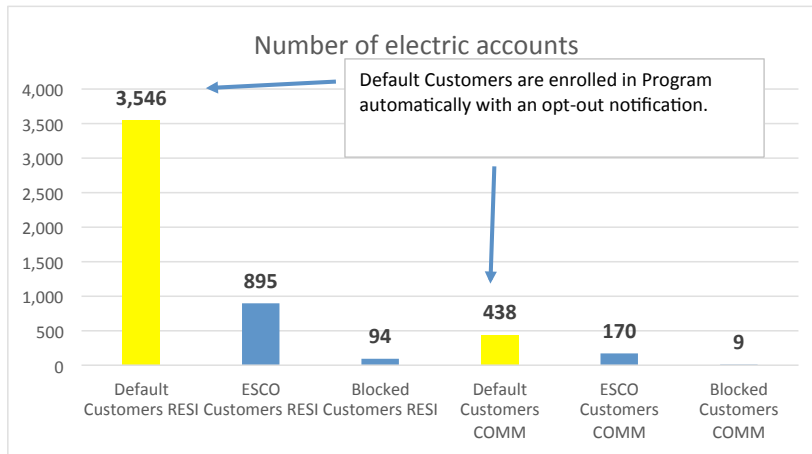 Number of electric accounts
Default Customers are enrolled in Program
automatically with an opt-out notification.
4,000
3,500
3,000
2,500
2,000
1,500
1,000
500
0
3,546
895
94
438
170
9
Default
Customers RESI
ESCO
Customers RESI
Blocked
Customers RESI
Default
Customers
COMM
ESCO
Customers
COMM
Blocked
Customers
COMM